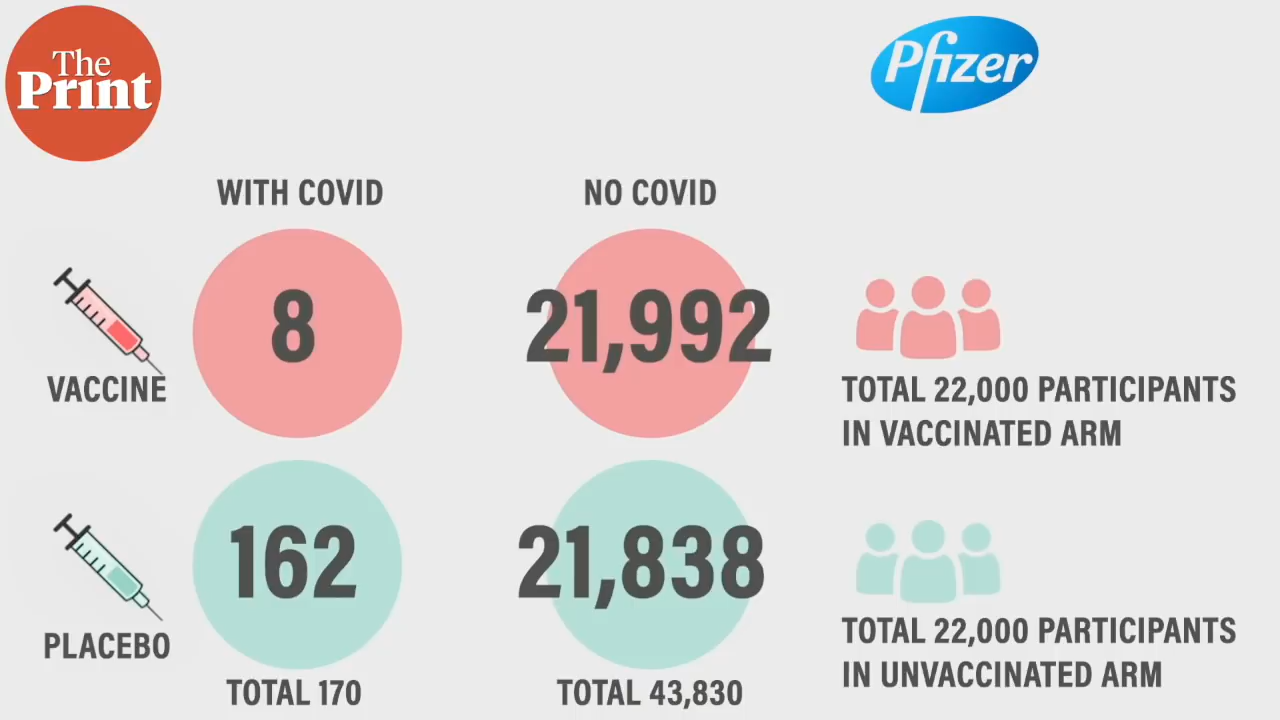 The
Print
Pfizer
WITH COVID
NO COVID
8
21,992
VACCINE
TOTAL 22,000 PARTICIPANTS
IN VACCINATED ARM
162
21,838
PLACEBO
TOTAL 22,000 PARTICIPANTS
IN UNVACCINATED ARM
TOTAL 170
TOTAL 43,830